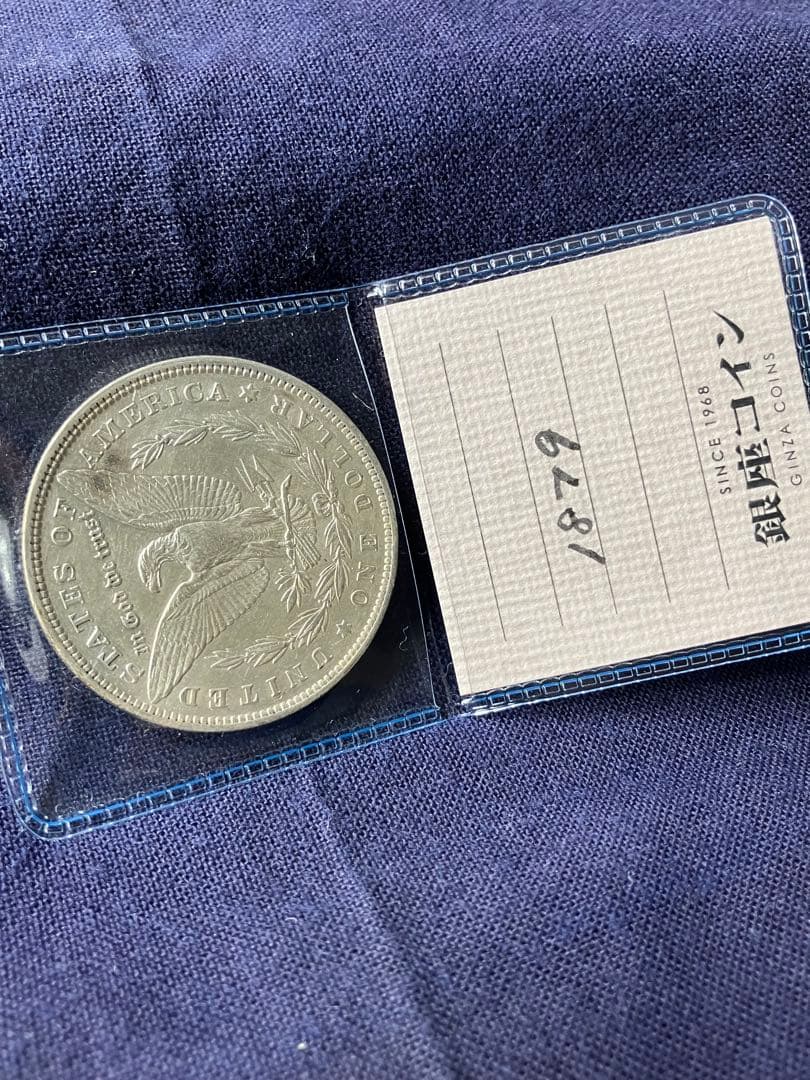 UNITED STATES OF AMERICA
In God we trust
ONE DOLLAR
SINCE 1968
銀座コイン
GINZA COINS
1879